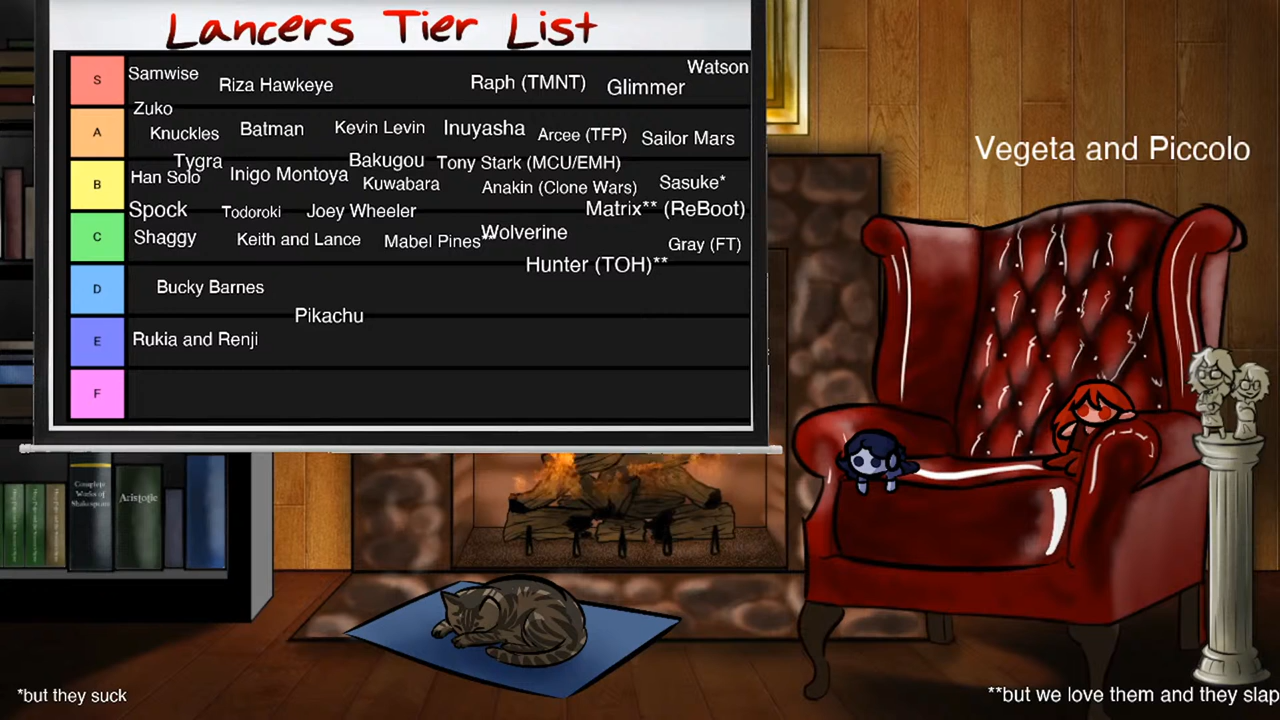 Lancers Tier List
S
Samwise
Riza Hawkeye
Raph (TMNT)
Glimmer
Watson
Zuko
A
Knuckles
Batman
Kevin Levin
Inuyasha
Arcee (TFP)
Sailor Mars
Tygra
Bakugou
Tony Stark (MCU/EMH)
B
Han Solo
Inigo Montoya
Kuwabara
Anakin (Clone Wars)
Sasuke*
Spock
Todoroki
Joey Wheeler
Matrix** (ReBoot)
C
Shaggy
Keith and Lance
Mabel Pines**
Wolverine
Gray (FT)
Hunter (TOH)**
D
Bucky Barnes
Pikachu
E
Rukia and Renji
F
Vegeta and Piccolo
Complete
Works of
Shakespeare
Aristotle
*but they suck
**but we love them and they slap